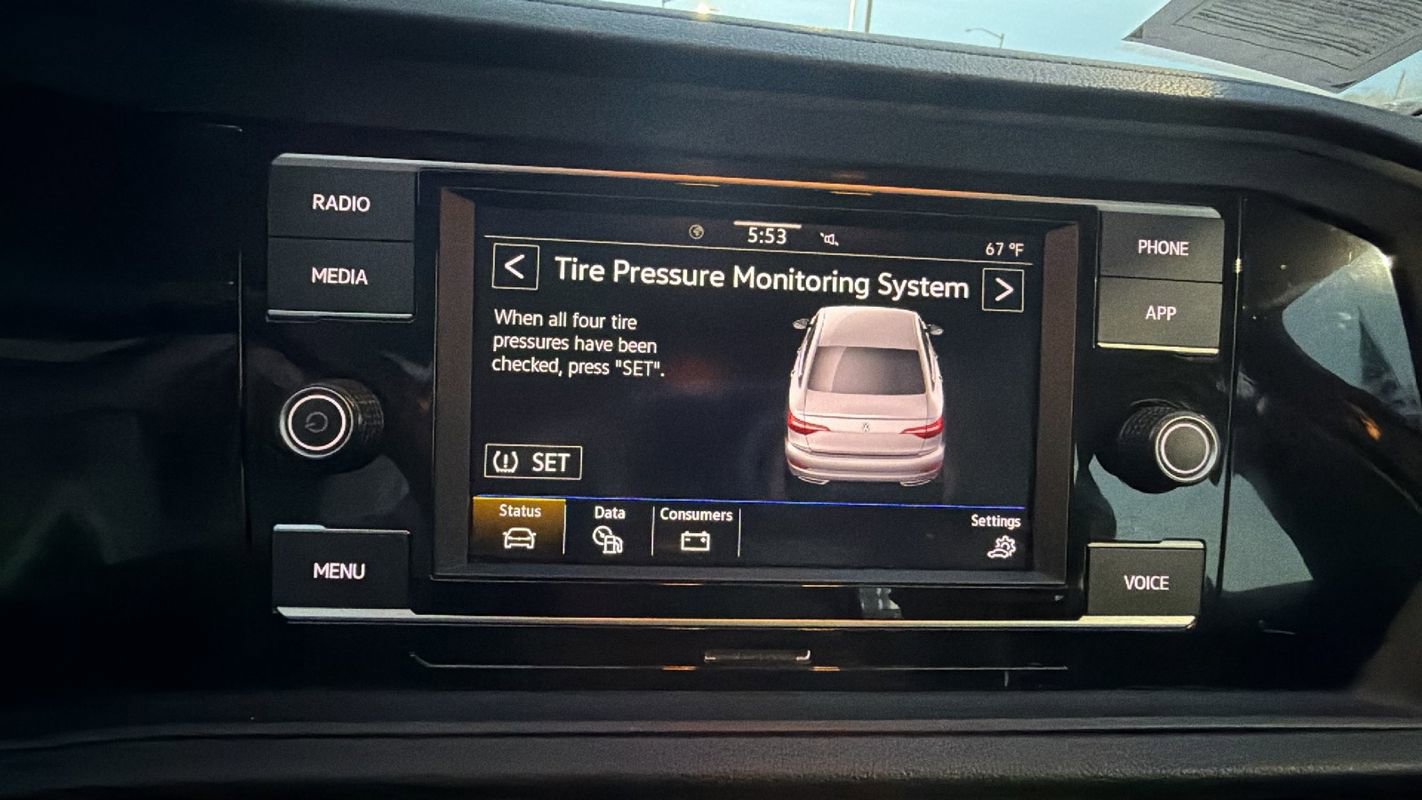 RADIO
MEDIA
MENU
5:53
67 °F
Tire Pressure Monitoring System
When all four tire
pressures have been
checked, press "SET".
SET
Status
Data
Consumers
Settings
PHONE
APP
VOICE